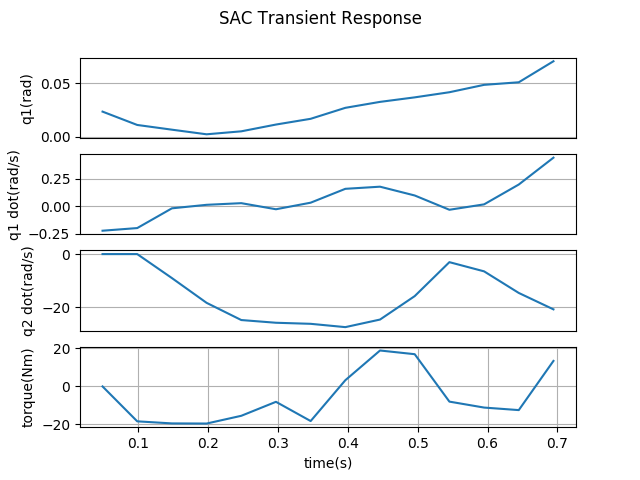 SAC Transient Response
q1(rad)
0.05
0.00
q1 dot(rad/s)
0.25
0.00
−0.25
q2 dot(rad/s)
0
−20
torque(Nm)
20
0
−20
0.1 0.2 0.3 0.4 0.5 0.6 0.7
time(s)